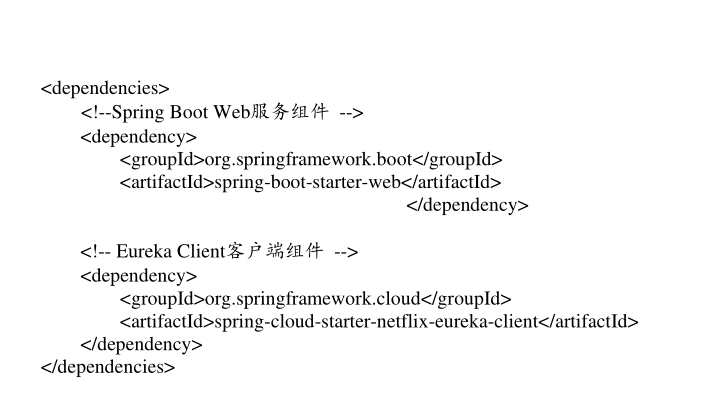 <dependencies>
<!--Spring Boot Web服务组件 -->
<dependency>
<groupId>org.springframework.boot</groupId>
<artifactId>spring-boot-starter-web</artifactId>
</dependency>
<!-- Eureka Client客户端组件 -->
<dependency>
<groupId>org.springframework.cloud</groupId>
<artifactId>spring-cloud-starter-netflix-eureka-client</artifactId>
</dependency>
</dependencies>